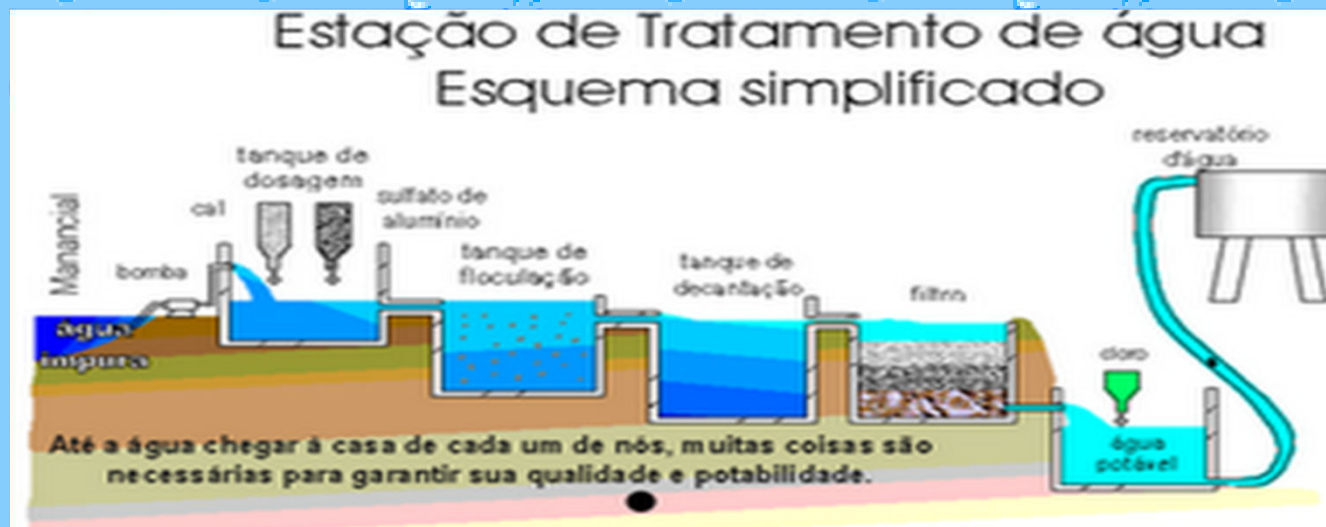 Estação de Tratamento de água
Esquema simplificado
reservatório
d'água
tanque de
dosagem
cal
sulfato de
alumínio
Manancial
bomba
tanque de
floculação
tanque de
decantação
filtro
água
impura
cloro
água
potável
Até a água chegar à casa de cada um de nós, muitas coisas são
necessárias para garantir sua qualidade e potabilidade.